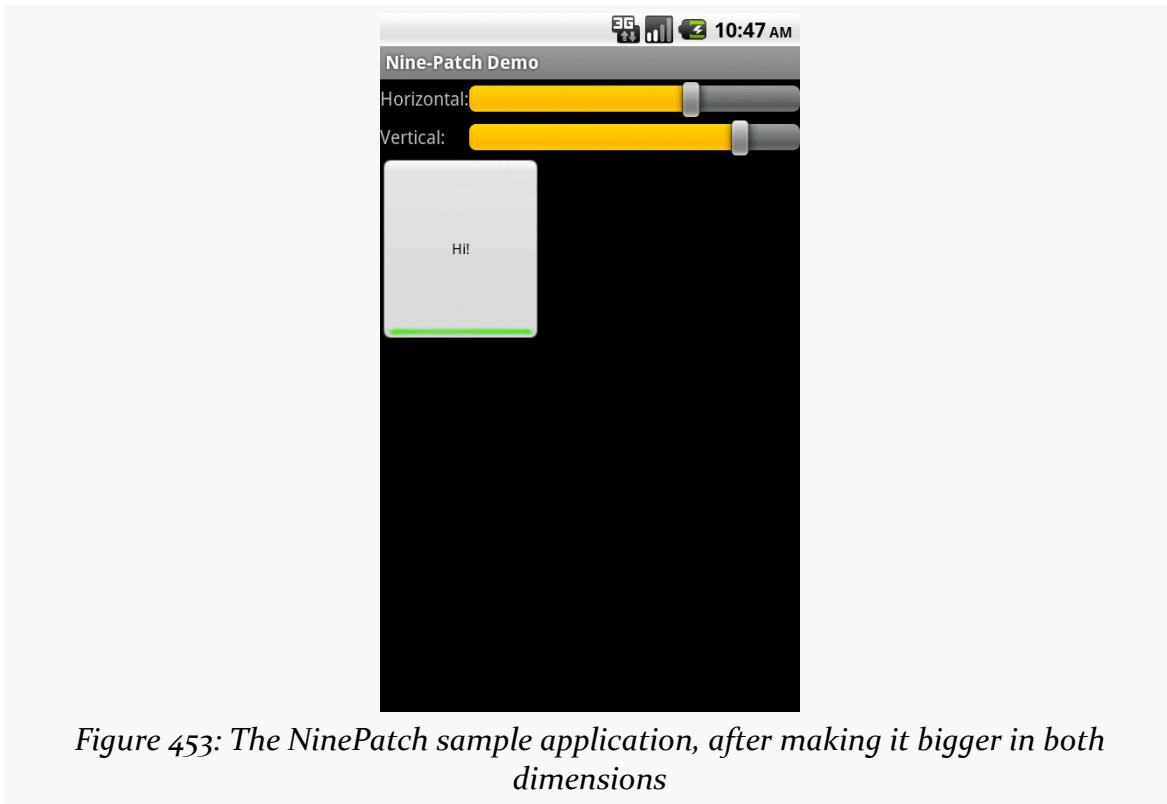 3G 10:47 AM
Nine-Patch Demo
Horizontal:
Vertical:
Hi!
Figure 453: The NinePatch sample application, after making it bigger in both
dimensions